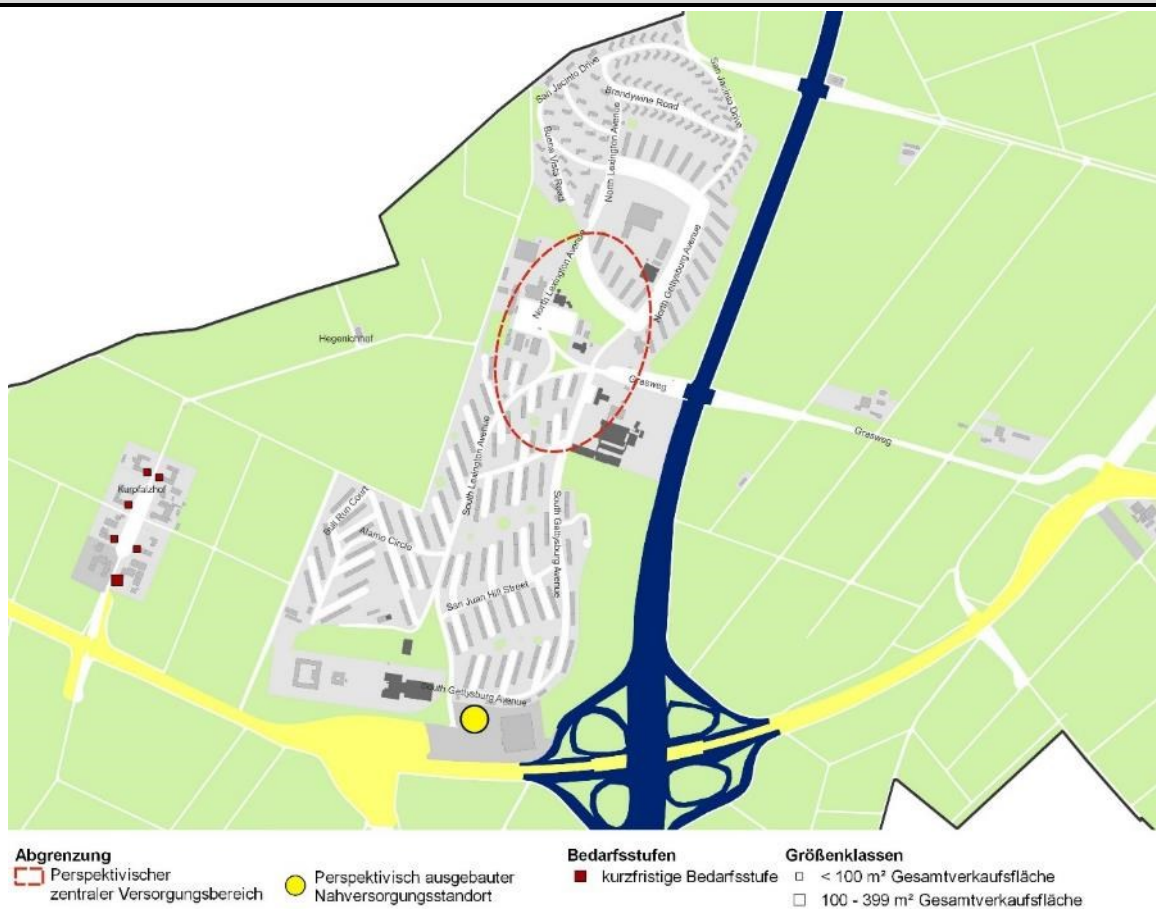 San Jacinto Drive
San Jacinto Drive
Brandywine Road
Buena Vista Road
North Lexington Avenue
North Lexington Avenue
North Gettysburg Avenue
Grasweg
Grasweg
Kurpfalzhof
South Lexington Avenue
Bull Run Court
Alamo Circle
South Gettysburg Avenue
San Juan Hill Street
South Gettysburg Avenue
Abgrenzung
Perspektivischer
zentraler Versorgungsbereich
Perspektivisch ausgebauter
Nahversorgungsstandort
Bedarfsstufen
kurzfristige Bedarfsstufe
Größenklassen
< 100 m² Gesamtverkaufsfläche
100 - 399 m² Gesamtverkaufsfläche